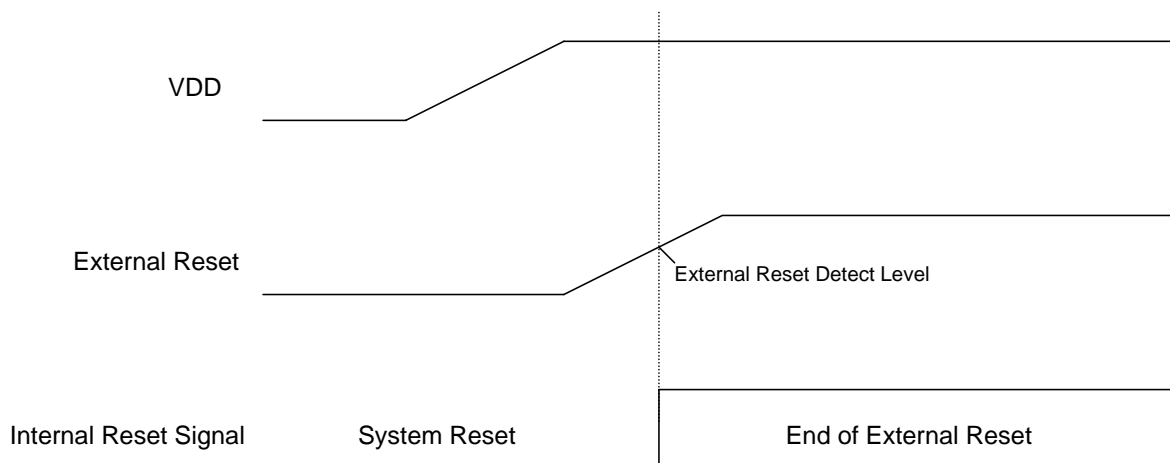 VDD
External Reset
External Reset Detect Level
Internal Reset Signal
System Reset
End of External Reset